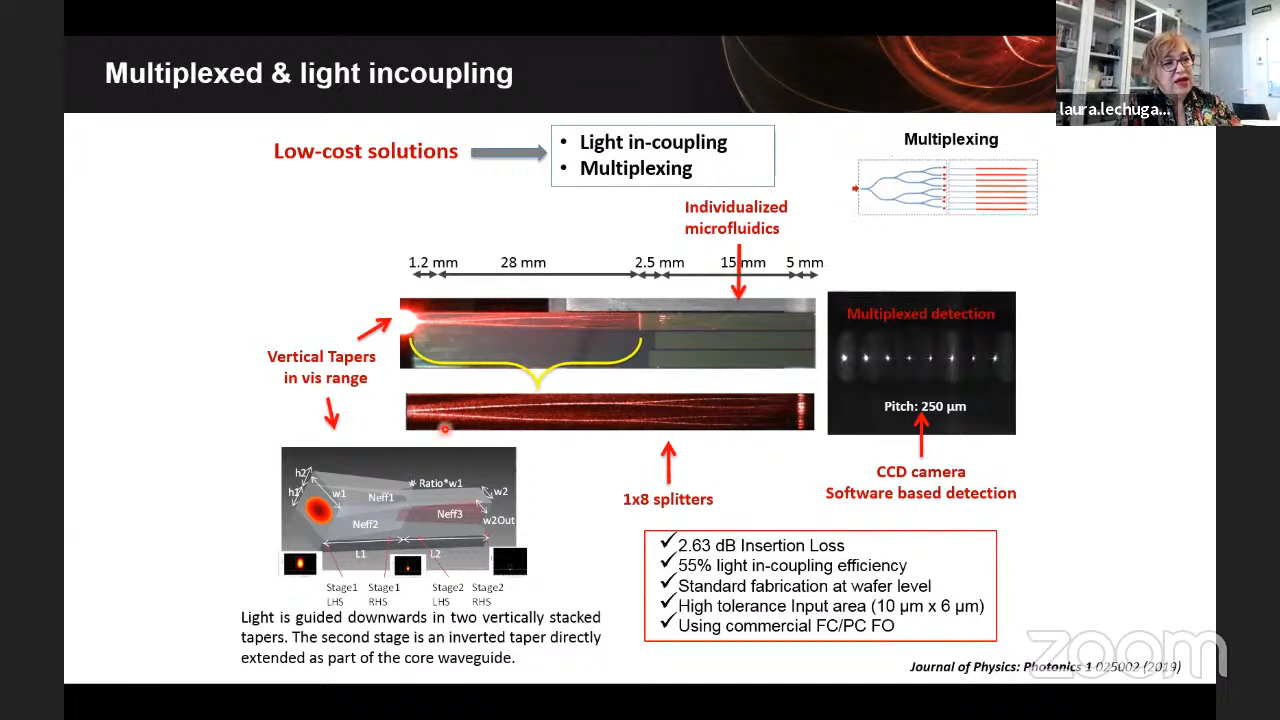 Multiplexed & light incoupling
laura.lechuga...
Low-cost solutions
• Light in-coupling
• Multiplexing
Multiplexing
Individualized
microfluidics
1.2 mm
28 mm
2.5 mm
15 mm
5 mm
Multiplexed detection
Pitch: 250 µm
Vertical Tapers
in vis range
CCD camera
Software based detection
1x8 splitters
h2
h1
w1
Ratio*w1
w2
Neff1
Neff3
Neff2
w2Out
L1
L2
Stage1
LHS
Stage1
RHS
Stage2
LHS
Stage2
RHS
Light is guided downwards in two vertically stacked
tapers. The second stage is an inverted taper directly
extended as part of the core waveguide.
✓2.63 dB Insertion Loss
✓55% light in-coupling efficiency
✓Standard fabrication at wafer level
✓High tolerance Input area (10 µm x 6 µm)
✓Using commercial FC/PC FO
Journal of Physics: Photonics 1 025002 (2019)
zoom